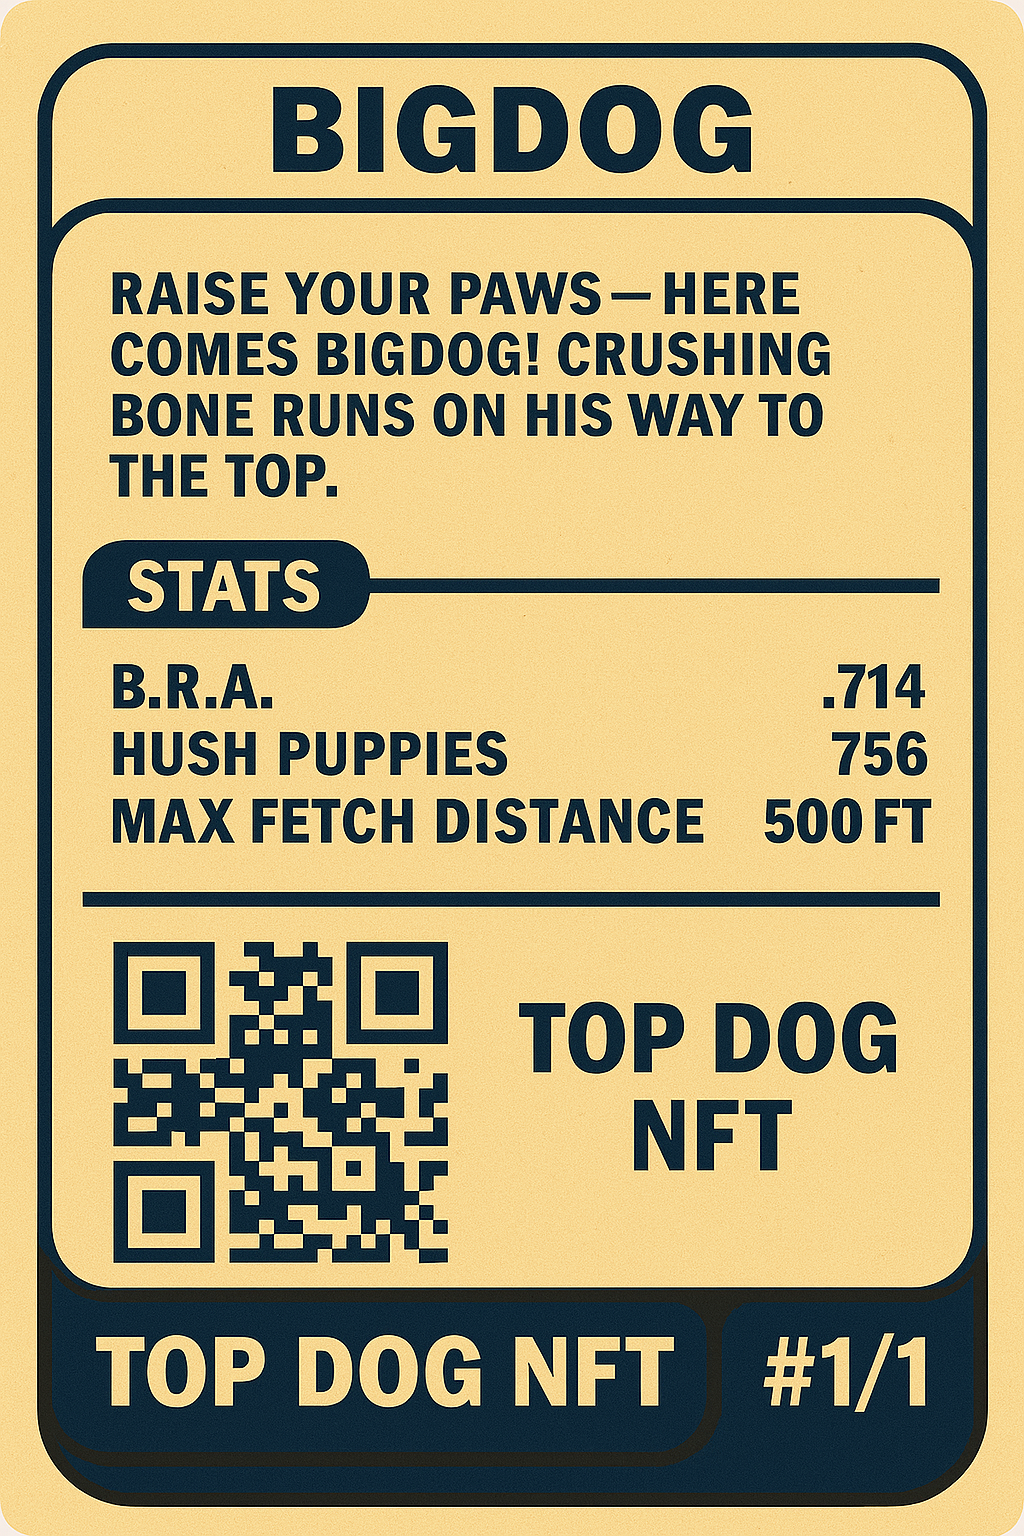 BIGDOG
RAISE YOUR PAWS — HERE
COMES BIGDOG! CRUSHING
BONE RUNS ON HIS WAY TO
THE TOP.
STATS
B.R.A. .714
HUSH PUPPIES 756
MAX FETCH DISTANCE 500 FT
TOP DOG
NFT
TOP DOG NFT #1/1